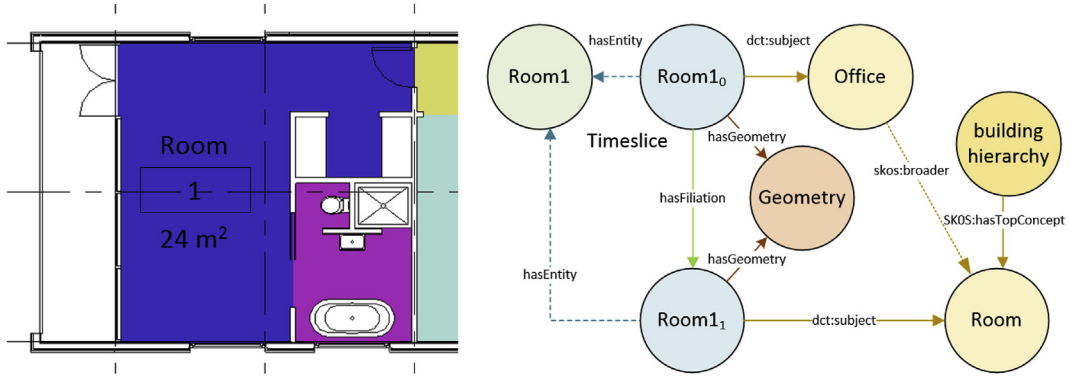 Room
1
24 m²
hasEntity
dct:subject
Room1
Room1₀
Office
Timeslice
hasGeometry
building
hierarchy
skos:broader
hasFiliation
Geometry
SK0S:hasTopConcept
hasGeometry
hasEntity
Room1₁
dct:subject
Room